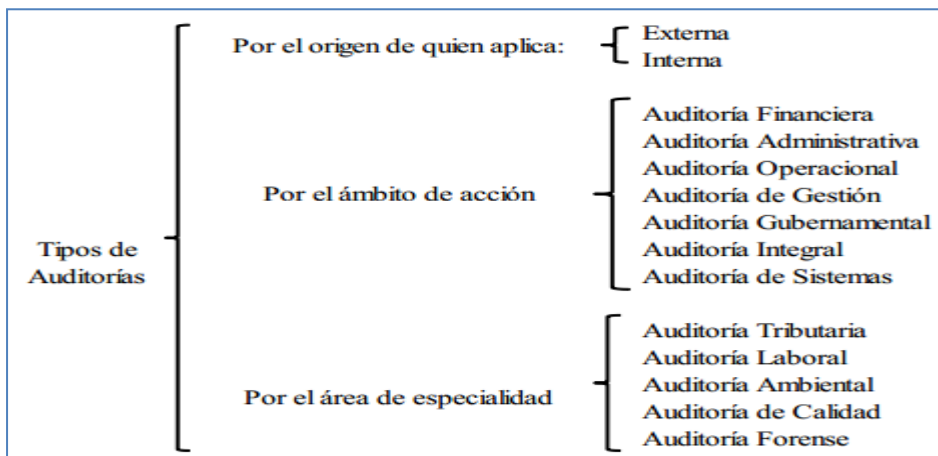 Tipos de
Auditorías
Por el origen de quien aplica:
Externa
Interna
Por el ámbito de acción
Auditoría Financiera
Auditoría Administrativa
Auditoría Operacional
Auditoría de Gestión
Auditoría Gubernamental
Auditoría Integral
Auditoría de Sistemas
Por el área de especialidad
Auditoría Tributaria
Auditoría Laboral
Auditoría Ambiental
Auditoría de Calidad
Auditoría Forense